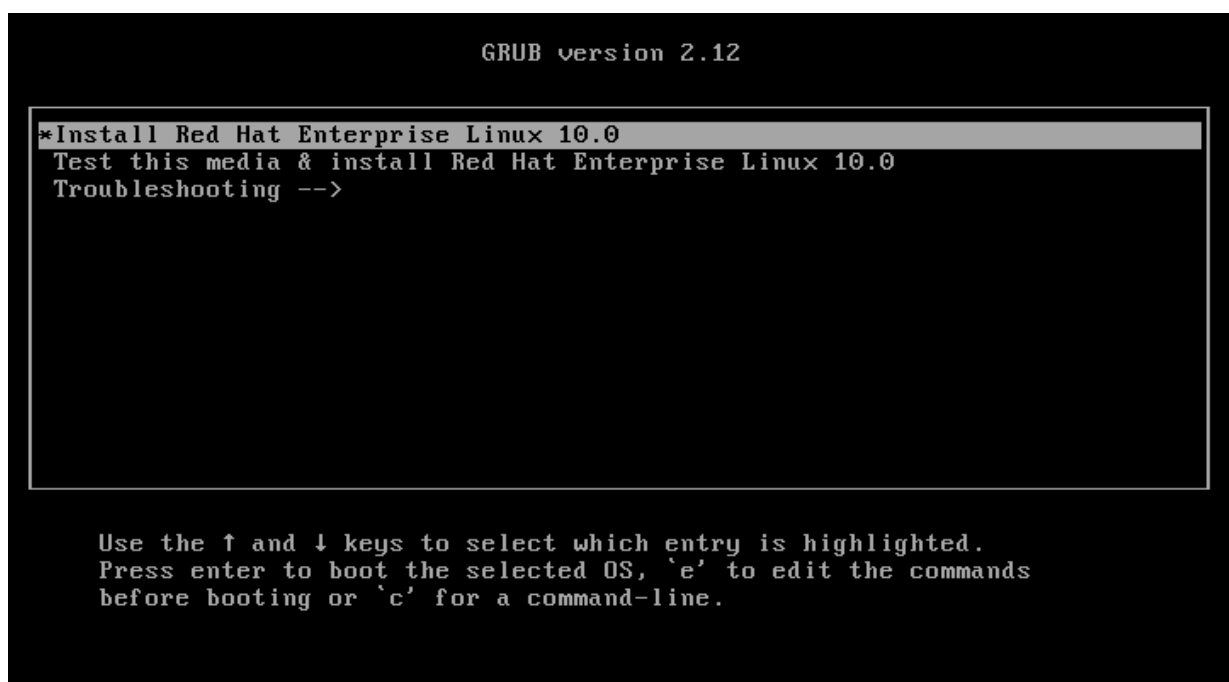 GRUB version 2.12
*Install Red Hat Enterprise Linux 10.0
Test this media & install Red Hat Enterprise Linux 10.0
Troubleshooting -->
Use the ↑ and ↓ keys to select which entry is highlighted.
Press enter to boot the selected OS, `e' to edit the commands
before booting or `c' for a command-line.